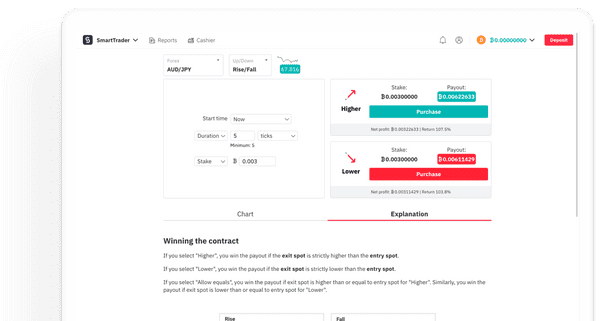 SmartTrader Reports Cashier ₿0.00000000 Deposit
Forex Up/Down
AUD/JPY Rise/Fall 67.816
Start time Now
Duration 5 ticks
Minimum: 5
Stake ₿ 0.003
Stake: Payout:
₿0.00300000 ₿0.00622633
Higher Purchase
Net profit: ₿0.00322633 | Return 107.5%
Stake: Payout:
₿0.00300000 ₿0.00611429
Lower Purchase
Net profit: ₿0.00311429 | Return 103.8%
Chart Explanation
Winning the contract
If you select "Higher", you win the payout if the exit spot is strictly higher than the entry spot.
If you select "Lower", you win the payout if the exit spot is strictly lower than the entry spot.
If you select "Allow equals", you win the payout if exit spot is higher than or equal to entry spot for "Higher". Similarly, you win the
payout if exit spot is lower than or equal to entry spot for "Lower".
Rise Fall